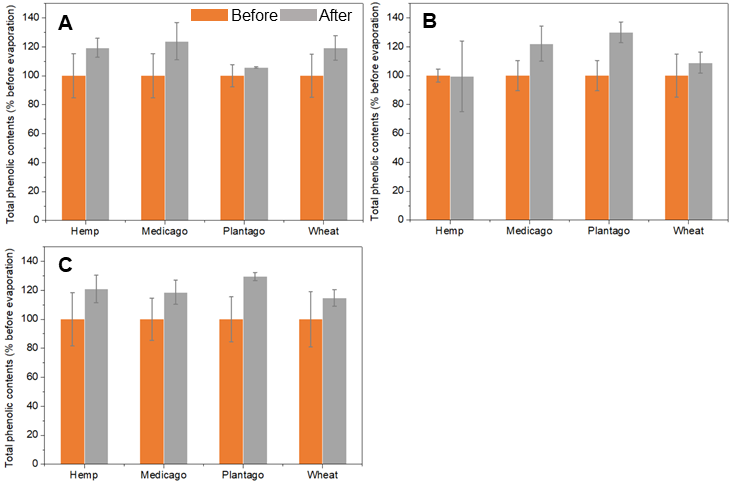 A
Before After
Total phenolic contents (% before evaporation)
140
120
100
80
60
40
20
0
Hemp Medicago Plantago Wheat
B
Total phenolic contents (% before evaporation)
140
120
100
80
60
40
20
0
Hemp Medicago Plantago Wheat
C
Total phenolic contents (% before evaporation)
140
120
100
80
60
40
20
0
Hemp Medicago Plantago Wheat